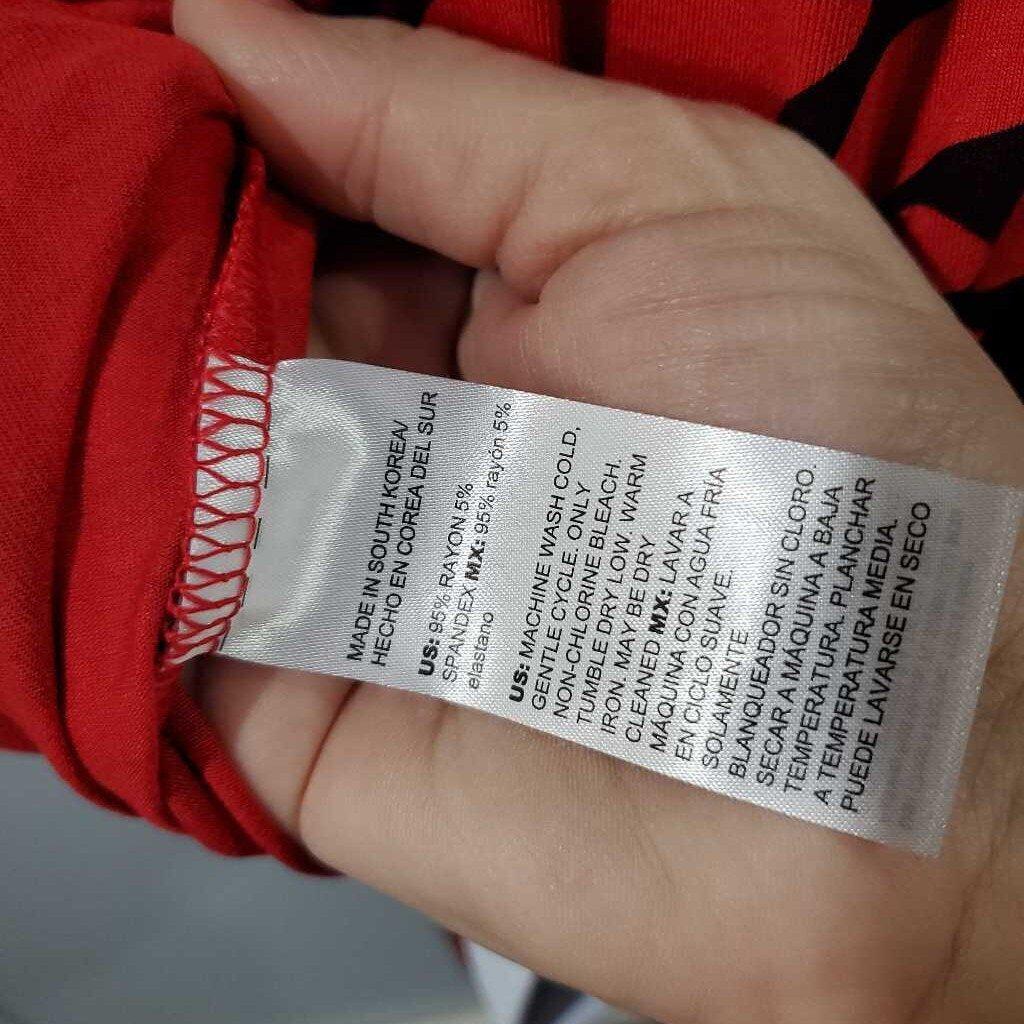 MADE IN SOUTH KOREA/
HECHO EN COREA DEL SUR
US: 95% RAYON 5%
SPANDEX MX: 95% rayón 5%
elastano
US: MACHINE WASH COLD,
GENTLE CYCLE. ONLY
NON-CHLORINE BLEACH.
TUMBLE DRY LOW. WARM
IRON. MAY BE DRY
CLEANED MX: LAVAR A
MÁQUINA CON AGUA FRÍA
EN CICLO SUAVE.
SOLAMENTE
BLANQUEADOR SIN CLORO.
SECAR A MÁQUINA A BAJA
TEMPERATURA. PLANCHAR
A TEMPERATURA MEDIA.
PUEDE LAVARSE EN SECO